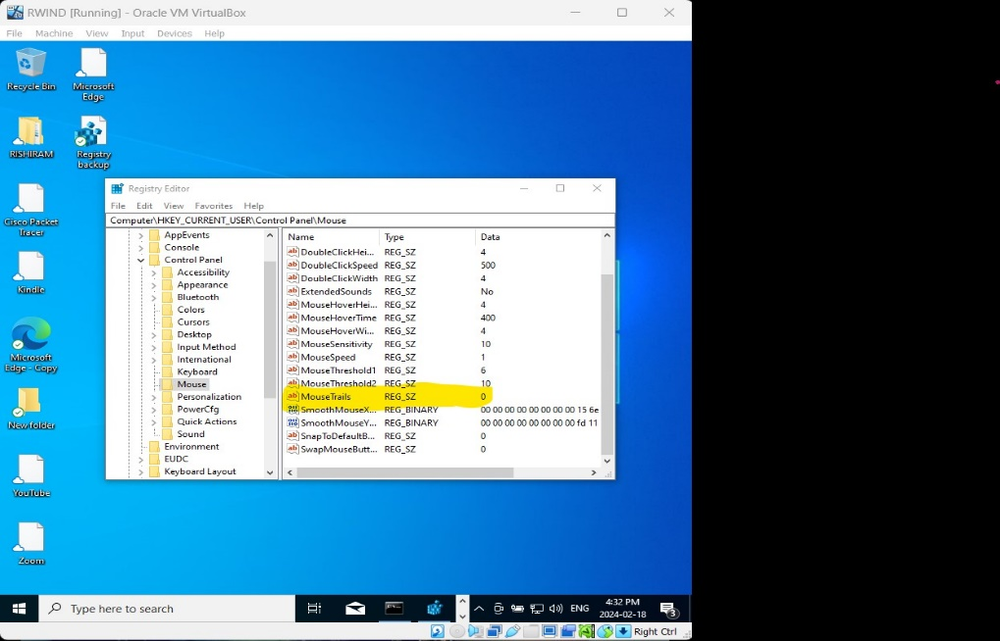 RWIND [Running] - Oracle VM VirtualBox
File Machine View Input Devices Help
Recycle Bin
Microsoft
Edge
RISHIRAM
Registry
backup
Cisco Packet
Tracer
Kindle
Microsoft
Edge - Copy
New folder
YouTube
Zoom
Registry Editor
File Edit View Favorites Help
Computer\HKEY_CURRENT_USER\Control Panel\Mouse
AppEvents
Console
Control Panel
Accessibility
Appearance
Bluetooth
Colors
Cursors
Desktop
Input Method
International
Keyboard
Mouse
Personalization
PowerCfg
Quick Actions
Sound
Environment
EUDC
Keyboard Layout
Name Type Data
DoubleClickHei... REG_SZ 4
DoubleClickSpeed REG_SZ 500
DoubleClickWidth REG_SZ 4
ExtendedSounds REG_SZ No
MouseHoverHei... REG_SZ 4
MouseHoverTime REG_SZ 400
MouseHoverWi... REG_SZ 4
MouseSensitivity REG_SZ 10
MouseSpeed REG_SZ 1
MouseThreshold1 REG_SZ 6
MouseThreshold2 REG_SZ 10
MouseTrails REG_SZ 0
SmoothMouseX... REG_BINARY 00 00 00 00 00 00 00 00 15 6e
SmoothMouseY... REG_BINARY 00 00 00 00 00 00 00 00 fd 11
SnapToDefaultB... REG_SZ 0
SwapMouseButt... REG_SZ 0
Type here to search
ENG
4:32 PM
2024-02-18
3
Right Ctrl